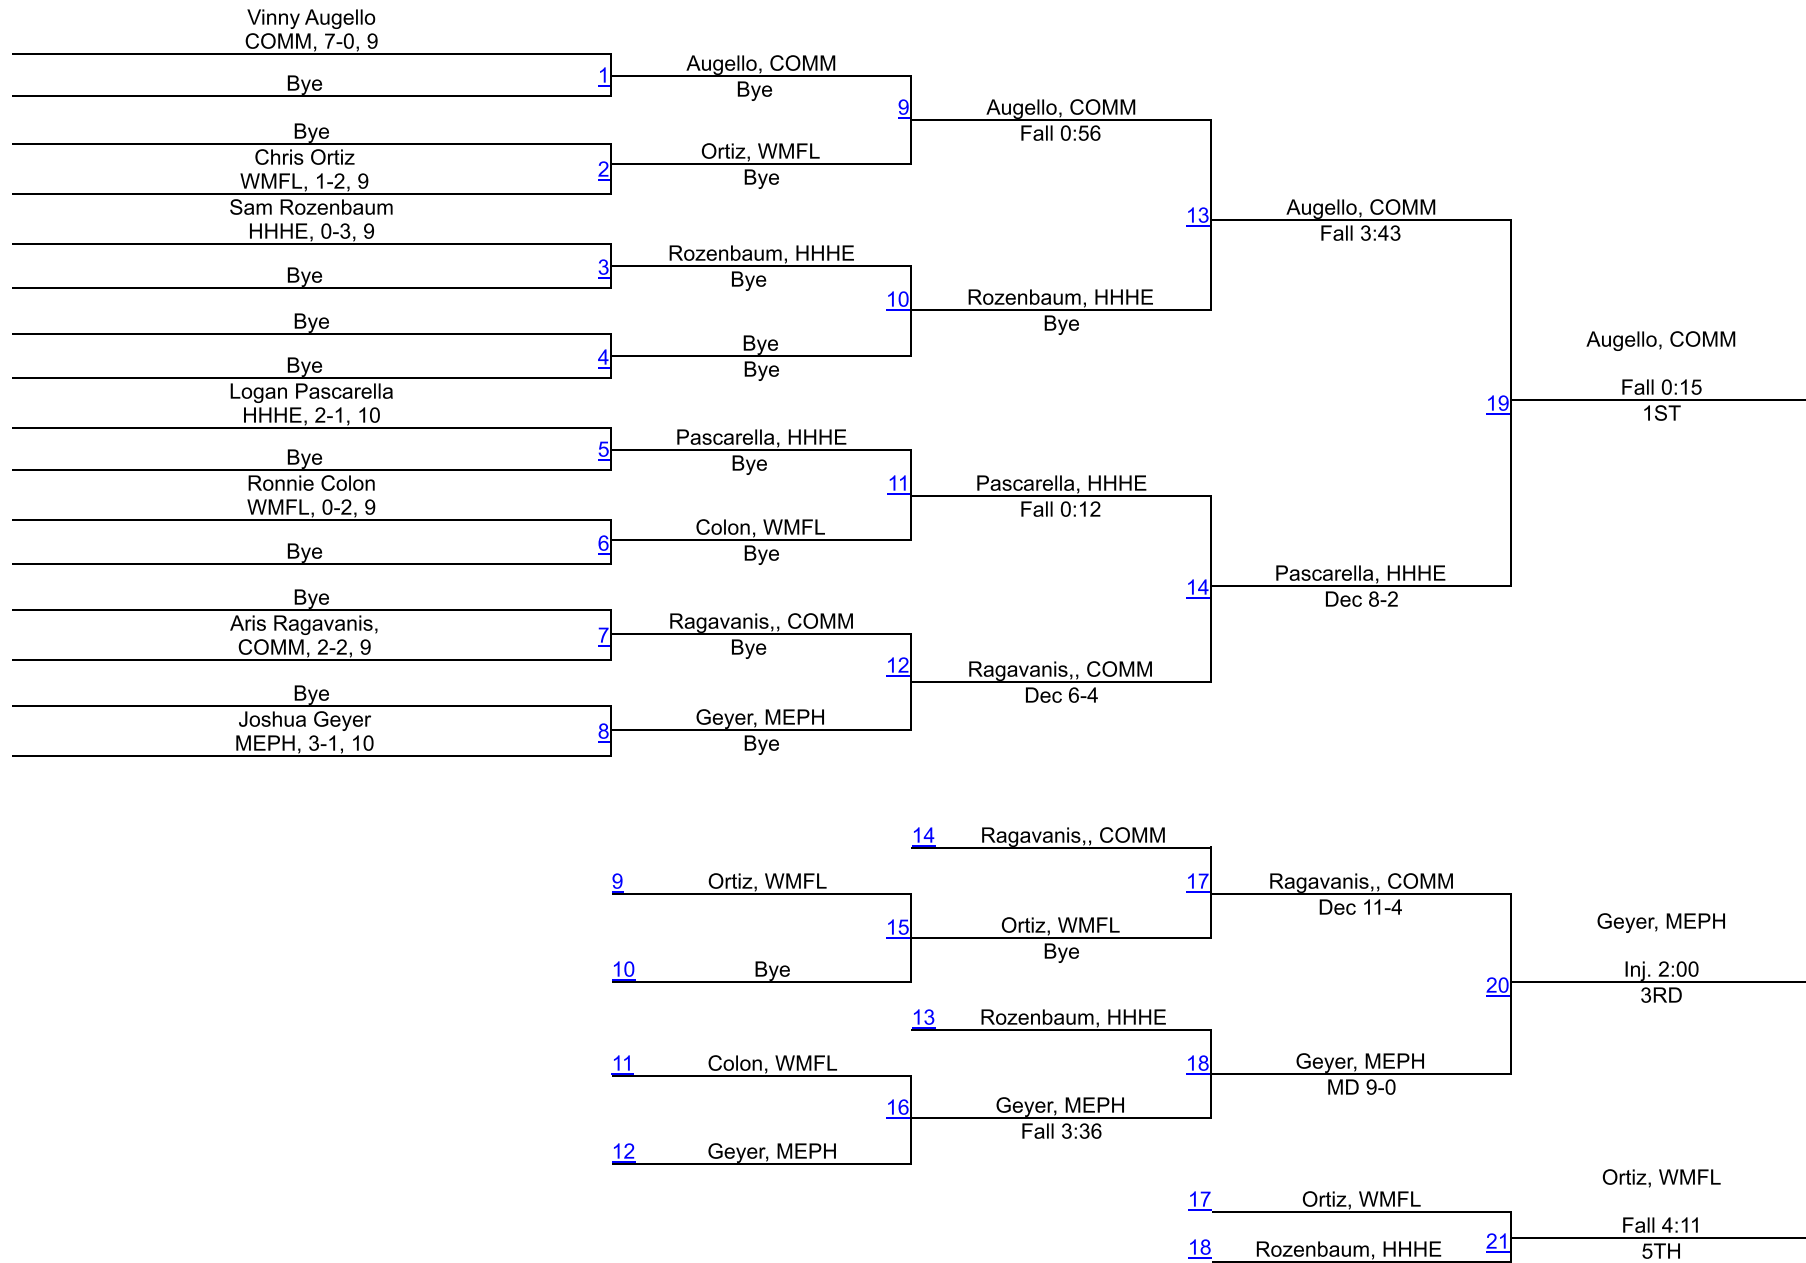 Vinny Augello
COMM, 7-0, 9
Bye
1
Bye
Chris Ortiz
WMFL, 1-2, 9
2
Sam Rozenbaum
HHHE, 0-3, 9
Bye
3
Bye
Bye
4
Logan Pascarella
HHHE, 2-1, 10
Bye
5
Ronnie Colon
WMFL, 0-2, 9
Bye
6
Bye
Aris Ragavanis,
COMM, 2-2, 9
7
Bye
Joshua Geyer
MEPH, 3-1, 10
8
Augello, COMM
Bye
9
Ortiz, WMFL
Bye
Rozenbaum, HHHE
Bye
10
Bye
Bye
Pascarella, HHHE
Bye
11
Colon, WMFL
Bye
Ragavanis,, COMM
Bye
12
Geyer, MEPH
Bye
Augello, COMM
Fall 0:56
13
Rozenbaum, HHHE
Bye
Pascarella, HHHE
Fall 0:12
14
Ragavanis,, COMM
Dec 6-4
Augello, COMM
Fall 3:43
19
Pascarella, HHHE
Dec 8-2
Augello, COMM
Fall 0:15
1ST
14 Ragavanis,, COMM
9 Ortiz, WMFL
15
10 Bye
Ortiz, WMFL
Bye
17
Ragavanis,, COMM
Dec 11-4
13 Rozenbaum, HHHE
11 Colon, WMFL
16
12 Geyer, MEPH
Geyer, MEPH
Fall 3:36
18
Geyer, MEPH
MD 9-0
20
Geyer, MEPH
Inj. 2:00
3RD
17 Ortiz, WMFL
18 Rozenbaum, HHHE
21
Ortiz, WMFL
Fall 4:11
5TH